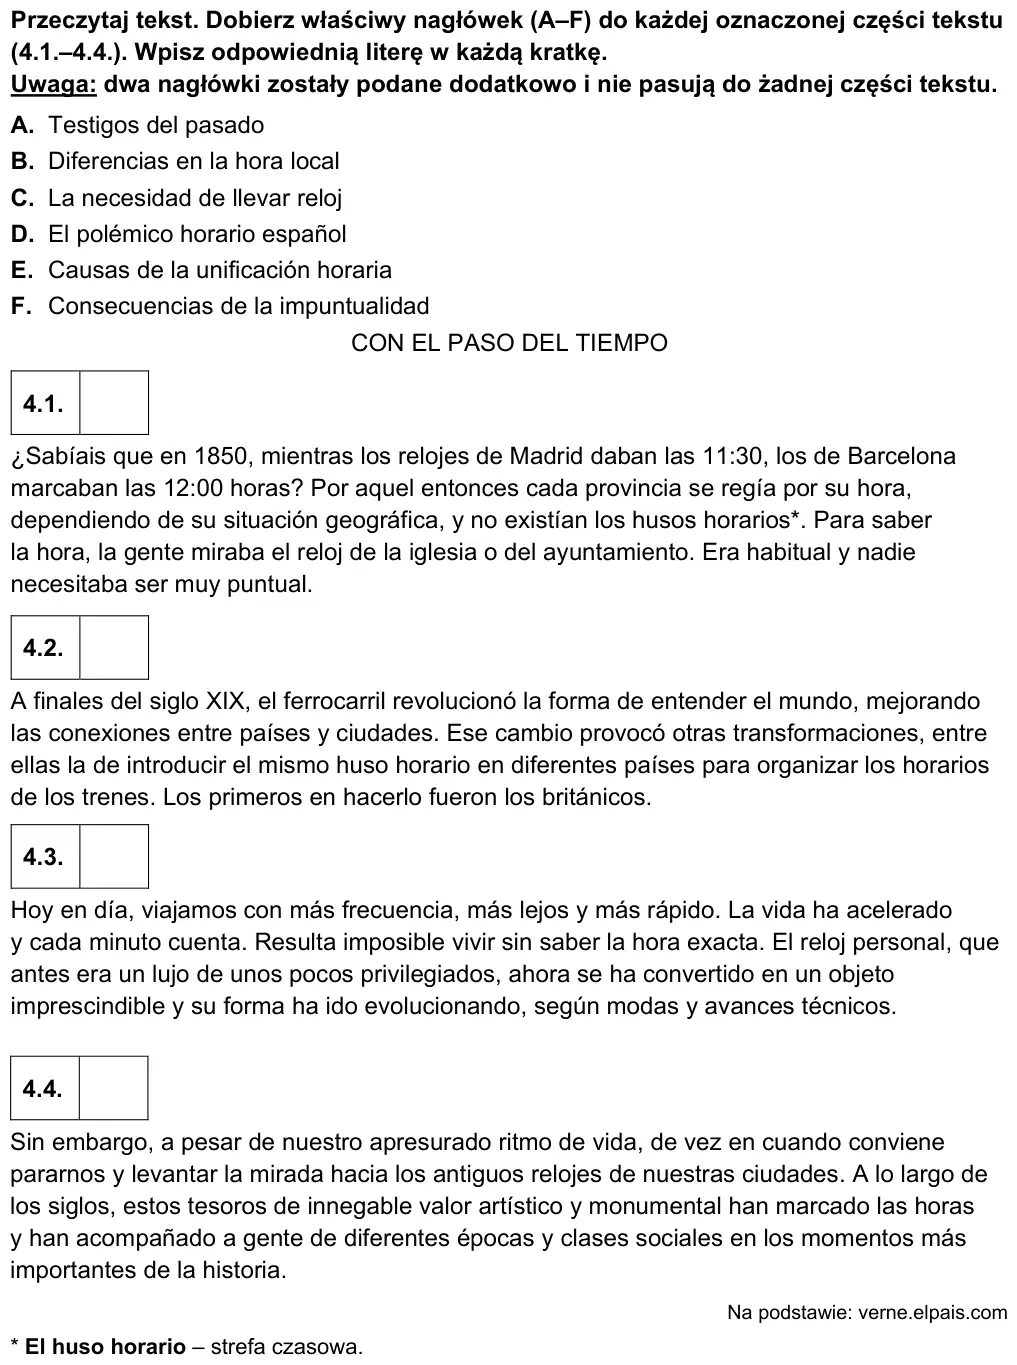 Przeczytaj tekst. Dobierz właściwy nagłówek (A–F) do każdej oznaczonej części tekstu
(4.1.–4.4.). Wpisz odpowiednią literę w każdą kratkę.
Uwaga: dwa nagłówki zostały podane dodatkowo i nie pasują do żadnej części tekstu.
A. Testigos del pasado
B. Diferencias en la hora local
C. La necesidad de llevar reloj
D. El polémico horario español
E. Causas de la unificación horaria
F. Consecuencias de la impuntualidad
CON EL PASO DEL TIEMPO
4.1.
¿Sabíais que en 1850, mientras los relojes de Madrid daban las 11:30, los de Barcelona
marcaban las 12:00 horas? Por aquel entonces cada provincia se regía por su hora,
dependiendo de su situación geográfica, y no existían los husos horarios*. Para saber
la hora, la gente miraba el reloj de la iglesia o del ayuntamiento. Era habitual y nadie
necesitaba ser muy puntual.
4.2.
A finales del siglo XIX, el ferrocarril revolucionó la forma de entender el mundo, mejorando
las conexiones entre países y ciudades. Ese cambio provocó otras transformaciones, entre
ellas la de introducir el mismo huso horario en diferentes países para organizar los horarios
de los trenes. Los primeros en hacerlo fueron los británicos.
4.3.
Hoy en día, viajamos con más frecuencia, más lejos y más rápido. La vida ha acelerado
y cada minuto cuenta. Resulta imposible vivir sin saber la hora exacta. El reloj personal, que
antes era un lujo de unos pocos privilegiados, ahora se ha convertido en un objeto
imprescindible y su forma ha ido evolucionando, según modas y avances técnicos.
4.4.
Sin embargo, a pesar de nuestro apresurado ritmo de vida, de vez en cuando conviene
pararnos y levantar la mirada hacia los antiguos relojes de nuestras ciudades. A lo largo de
los siglos, estos tesoros de innegable valor artístico y monumental han marcado las horas
y han acompañado a gente de diferentes épocas y clases sociales en los momentos más
importantes de la historia.
Na podstawie: verne.elpais.com
* El huso horario – strefa czasowa.